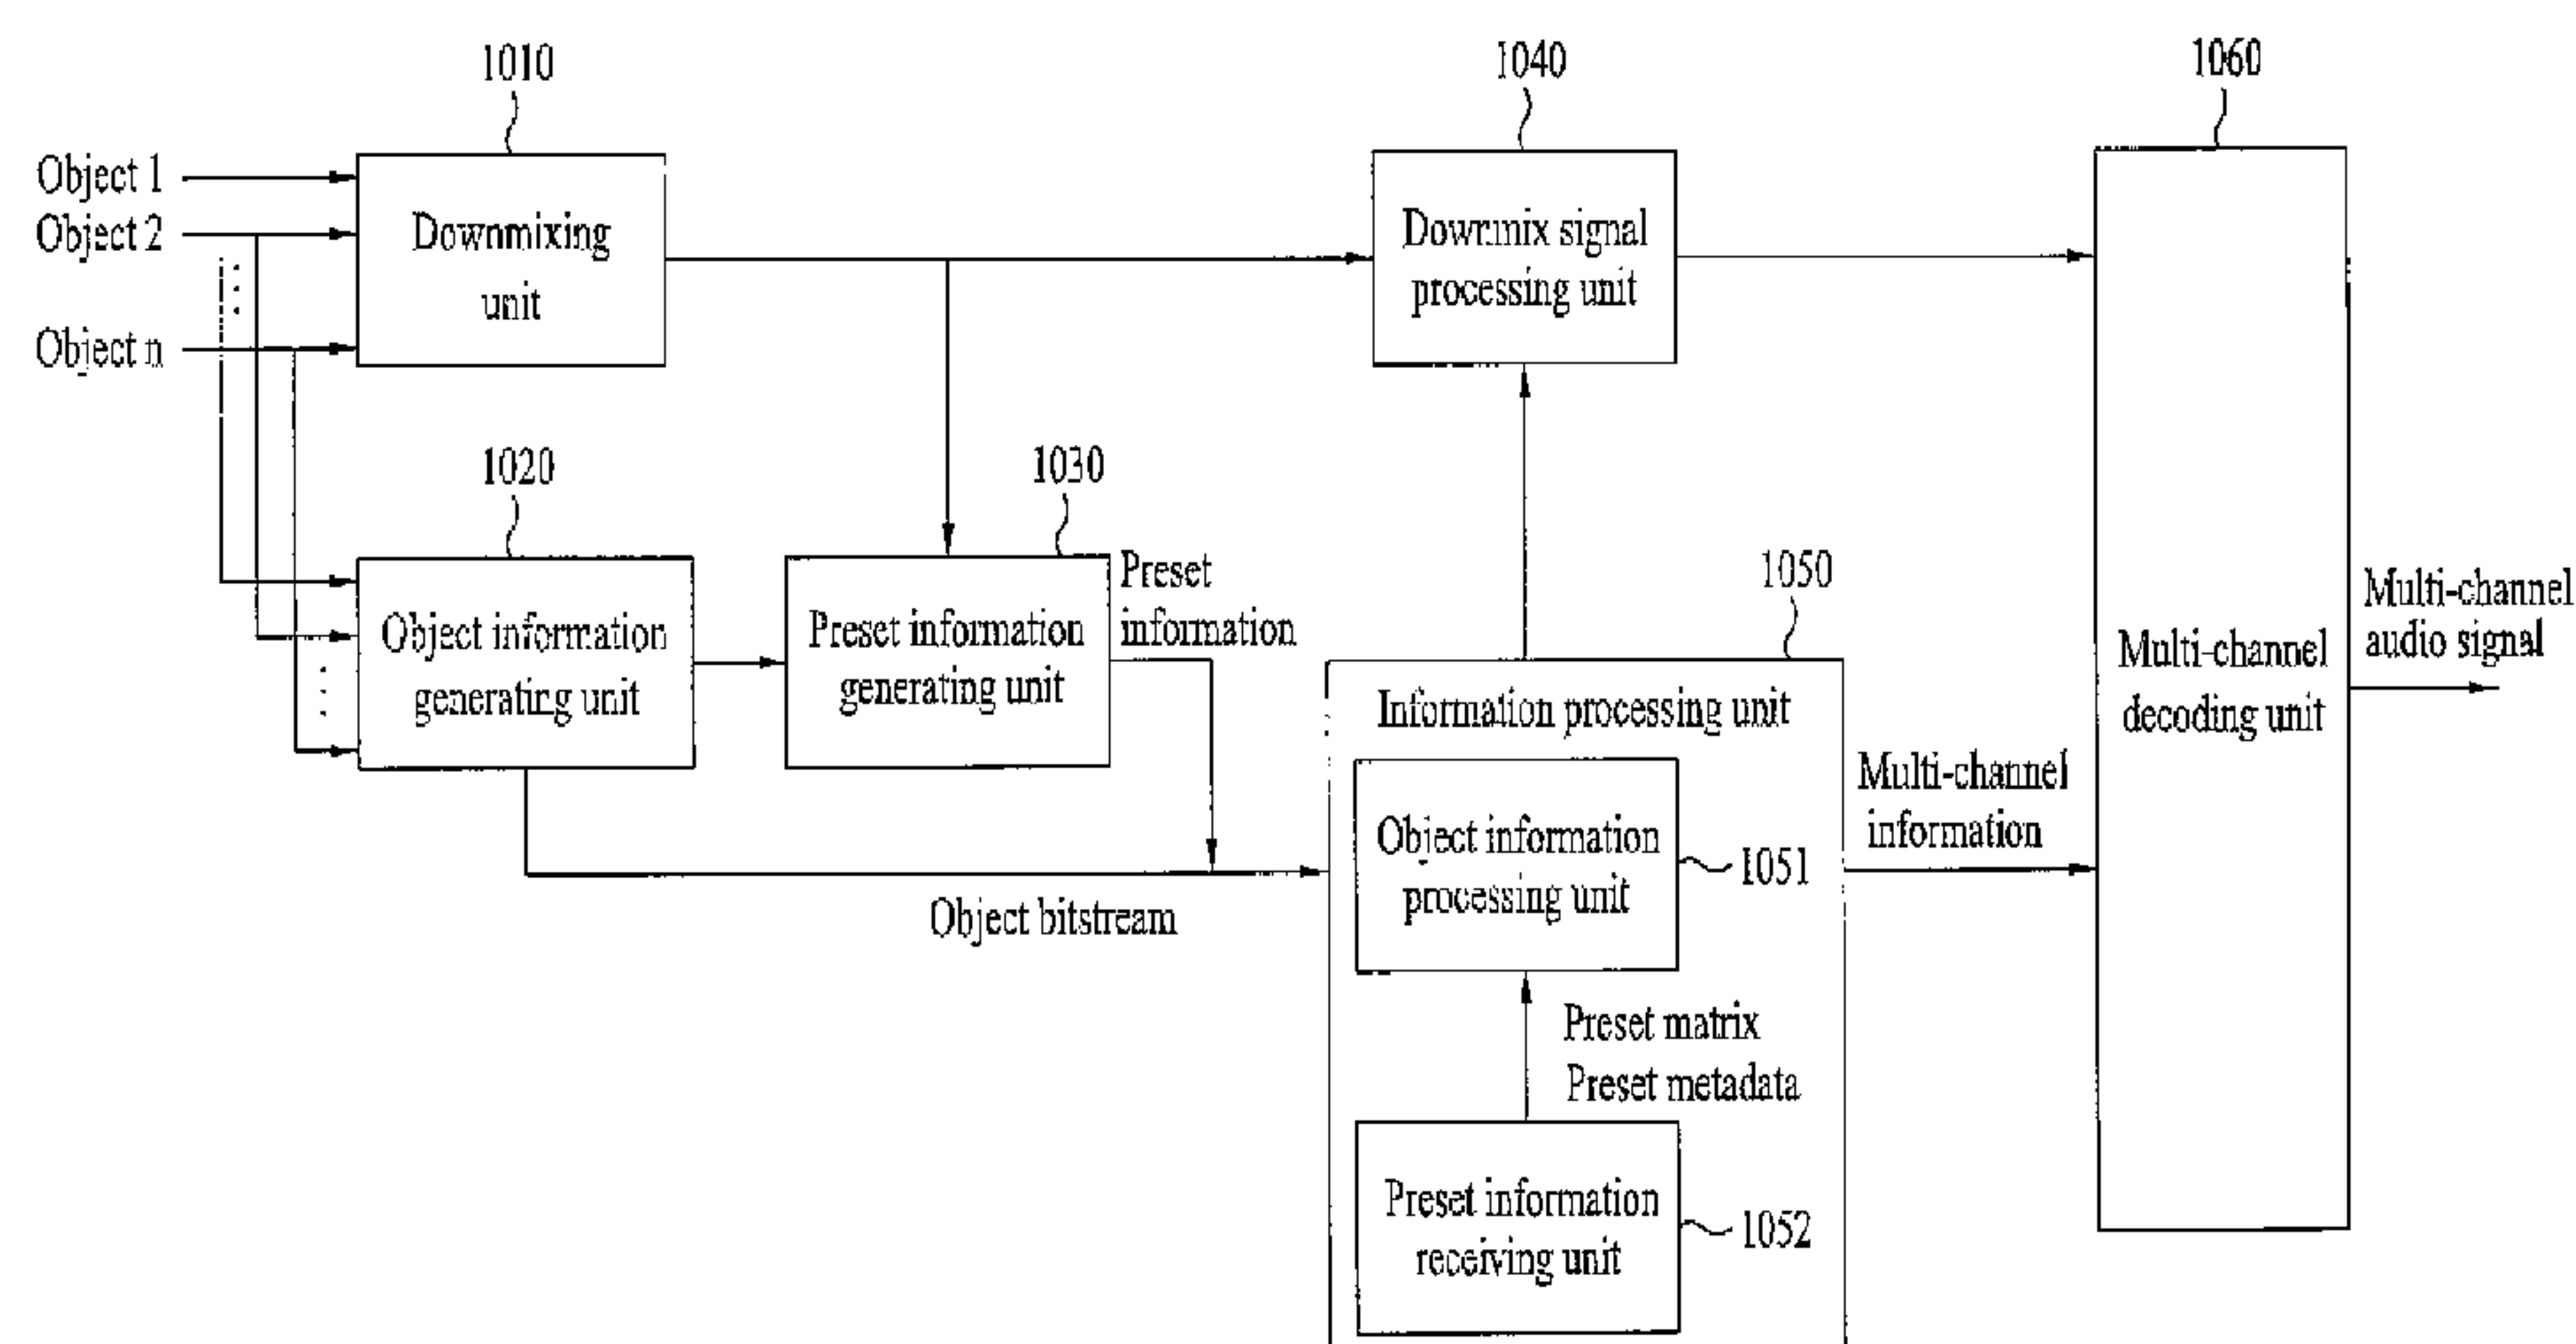 1010
1040
1060
Object 1
Object 2
Object n
Downmixing
unit
Downmix signal
processing unit
1020
1030
1050
Object information
generating unit
Preset information
generating unit
Preset
information
Information processing unit
Object information
processing unit
1051
Object bitstream
Preset matrix
Preset metadata
Preset information
receiving unit
1052
Multi-channel
information
Multi-channel
decoding unit
Multi-channel
audio signal